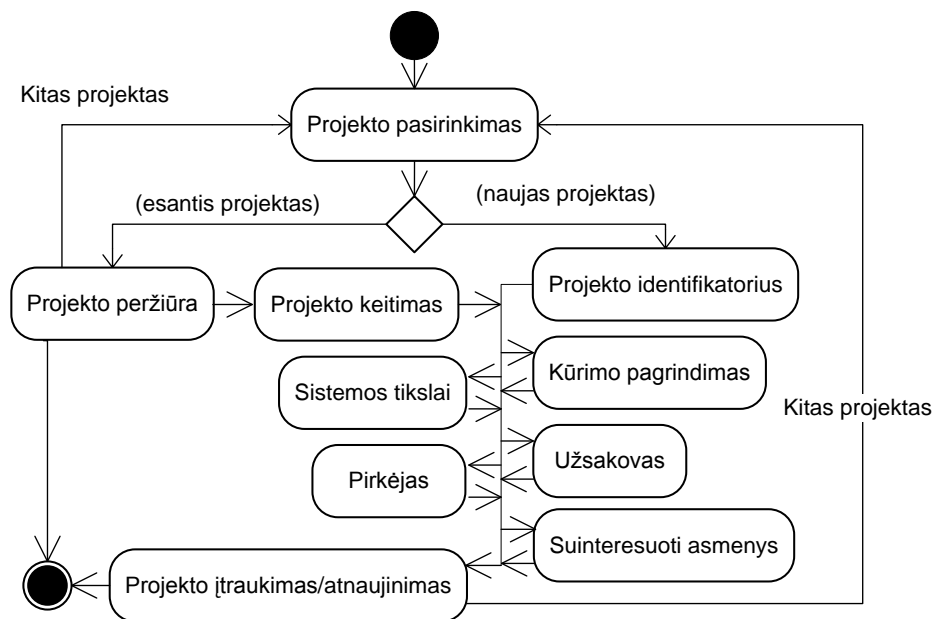 Kitas projektas
Projekto pasirinkimas
(esantis projektas)
(naujas projektas)
Projekto peržiūra
Projekto keitimas
Projekto identifikatorius
Kūrimo pagrindimas
Sistemos tikslai
Kitas projektas
Užsakovas
Pirkėjas
Suinteresuoti asmenys
Projekto įtraukimas/atnaujinimas